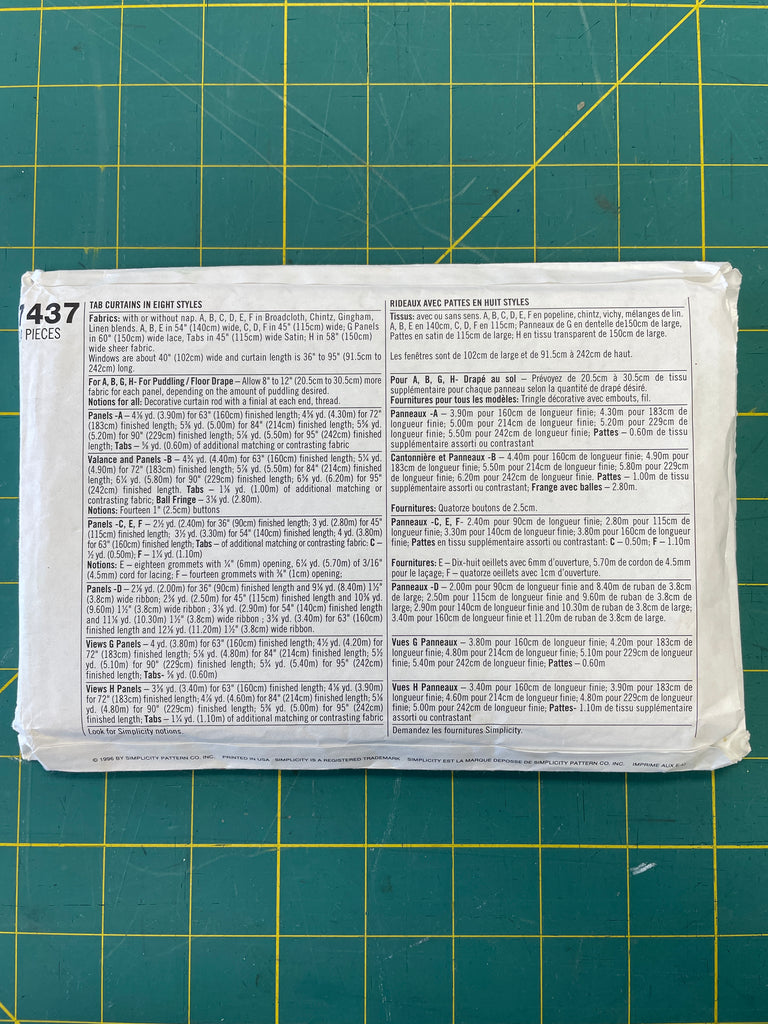 1437
PIECES
TAB CURTAINS IN EIGHT STYLES
Fabrics: with or without nap. A, B, C, D, E, F in Broadcloth, Chintz, Gingham,
Linen blends. A, B, E in 54" (140cm) wide, C, D, F in 45" (115cm) wide; G Panels
in 60" (150cm) wide lace, Tabs in 45" (115cm) wide Satin; H in 58" (150cm)
wide sheer fabric.
Windows are about 40" (102cm) wide and curtain length is 36" to 95" (91.5cm to
242cm) long.
For A, B, G, H- For Puddling / Floor Drape – Allow 8" to 12" (20.5cm to 30.5cm) more
fabric for each panel, depending on the amount of puddling desired.
Notions for all: Decorative curtain rod with a finial at each end, thread.
Panels -A – 4¼ yd. (3.90m) for 63" (160cm) finished length; 4⅝ yd. (4.30m) for 72"
(183cm) finished length; 5⅜ yd. (5.00m) for 84" (214cm) finished length; 5⅝ yd.
(5.20m) for 90" (229cm) finished length; 5⅞ yd. (5.50m) for 95" (242cm) finished
length; Tabs – ⅝ yd. (0.60m) of additional matching or contrasting fabric
Valance and Panels -B – 4¾ yd. (4.40m) for 63" (160cm) finished length; 5¼ yd.
(4.90m) for 72" (183cm) finished length; 5⅞ yd. (5.50m) for 84" (214cm) finished
length; 6¼ yd. (5.80m) for 90" (229cm) finished length; 6⅝ yd. (6.20m) for 95"
(242cm) finished length. Tabs – 1⅛ yd. (1.00m) of additional matching or
contrasting fabric; Ball Fringe – 3⅛ yd. (2.80m).
Notions: Fourteen 1" (2.5cm) buttons
Panels -C, E, F – 2½ yd. (2.40m) for 36" (90cm) finished length; 3 yd. (2.80m) for 45"
(115cm) finished length; 3½ yd. (3.30m) for 54" (140cm) finished length; 4 yd. (3.80m)
for 63" (160cm) finished length; Tabs – of additional matching or contrasting fabric: C –
½ yd. (0.50m); F – 1¼ yd. (1.10m)
Notions: E – eighteen grommets with ¼" (6mm) opening, 6¼ yd. (5.70m) of 3/16"
(4.5mm) cord for lacing; F – fourteen grommets with ⅜" (1cm) opening;
Panels -D – 2⅛ yd. (2.00m) for 36" (90cm) finished length and 9⅛ yd. (8.40m) 1½"
(3.8cm) wide ribbon; 2⅝ yd. (2.50m) for 45" (115cm) finished length and 10⅜ yd.
(9.60m) 1½" (3.8cm) wide ribbon ; 3⅛ yd. (2.90m) for 54" (140cm) finished length
and 11¼ yd. (10.30m) 1½" (3.8cm) wide ribbon ; 3¾ yd. (3.40m) for 63" (160cm)
finished length and 12¼ yd. (11.20m) 1½" (3.8cm) wide ribbon.
Views G Panels – 4 yd. (3.80m) for 63" (160cm) finished length; 4½ yd. (4.20m) for
72" (183cm) finished length; 5⅛ yd. (4.80m) for 84" (214cm) finished length; 5½
yd. (5.10m) for 90" (229cm) finished length; 5¾ yd. (5.40m) for 95" (242cm)
finished length; Tabs- ⅝ yd. (0.60m)
Views H Panels – 3⅝ yd. (3.40m) for 63" (160cm) finished length; 4⅛ yd. (3.90m)
for 72" (183cm) finished length; 4⅞ yd. (4.60m) for 84" (214cm) finished length; 5⅛
yd. (4.80m) for 90" (229cm) finished length; 5⅜ yd. (5.00m) for 95" (242cm)
finished length; Tabs – 1¼ yd. (1.10m) of additional matching or contrasting fabric
Look for Simplicity notions.
RIDEAUX AVEC PATTES EN HUIT STYLES
Tissus: avec ou sans sens. A, B, C, D, E, F en popeline, chintz, vichy, mélanges de lin.
A, B, E en 140cm, C, D, F en 115cm; Panneaux de G en dentelle de150cm de large,
Pattes en satin de 115cm de large; H en tissu transparent de 150cm de large.
Les fenêtres sont de 102cm de large et de 91.5cm à 242cm de haut.
Pour A, B, G, H- Drapé au sol – Prévoyez de 20.5cm à 30.5cm de tissu
supplémentaire pour chaque panneau selon la quantité de drapé désiré.
Fournitures pour tous les modèles: Tringle décorative avec embouts, fil.
Panneaux -A – 3.90m pour 160cm de longueur finie; 4.30m pour 183cm
de longueur finie; 5.00m pour 214cm de longueur finie; 5.20m pour 229cm
de longueur finie; 5.50m pour 242cm de longueur finie; Pattes – 0.60m de tissu
supplémentaire assorti ou contrastant
Cantonnière et Panneaux -B – 4.40m pour 160cm de longueur finie; 4.90m pour
183cm de longueur finie; 5.50m pour 214cm de longueur finie; 5.80m pour 229cm
de longueur finie; 6.20m pour 242cm de longueur finie. Pattes – 1.00m de tissu
supplémentaire assorti ou contrastant; Frange avec balles – 2.80m.
Fournitures: Quatorze boutons de 2.5cm.
Panneaux -C, E, F- 2.40m pour 90cm de longueur finie; 2.80m pour 115cm
de longueur finie; 3.30m pour 140cm de longueur finie; 3.80m pour 160cm de longueur
finie; Pattes en tissu supplémentaire assorti ou contrastant: C – 0.50m; F – 1.10m
Fournitures: E – Dix-huit oeillets avec 6mm d'ouverture, 5.70m de cordon de 4.5mm
pour le laçage; F – quatorze oeillets avec 1cm d'ouverture.
Panneaux -D – 2.00m pour 90cm de longueur finie et 8.40m de ruban de 3.8cm
de large; 2.50m pour 115cm de longueur finie et 9.60m de ruban de 3.8cm de
large; 2.90m pour 140cm de longueur finie et 10.30m de ruban de 3.8cm de large;
3.40m pour 160cm de longueur finie et 11.20m de ruban de 3.8cm de large.
Vues G Panneaux – 3.80m pour 160cm de longueur finie; 4.20m pour 183cm
de longueur finie; 4.80m pour 214cm de longueur finie; 5.10m pour 229cm de longueur
finie; 5.40m pour 242cm de longueur finie; Pattes – 0.60m
Vues H Panneaux – 3.40m pour 160cm de longueur finie; 3.90m pour 183cm de
longueur finie; 4.60m pour 214cm de longueur finie; 4.80m pour 229cm de longueur
finie; 5.00m pour 242cm de longueur finie; Pattes- 1.10m de tissu supplémentaire
assorti ou contrastant
Demandez les fournitures Simplicity.
© 1996 BY SIMPLICITY PATTERN CO. INC. PRINTED IN USA SIMPLICITY IS A REGISTERED TRADEMARK SIMPLICITY EST LA MARQUE DEPOSSE DE SIMPLICITY PATTERN CO. INC. IMPRIME AUX E-U